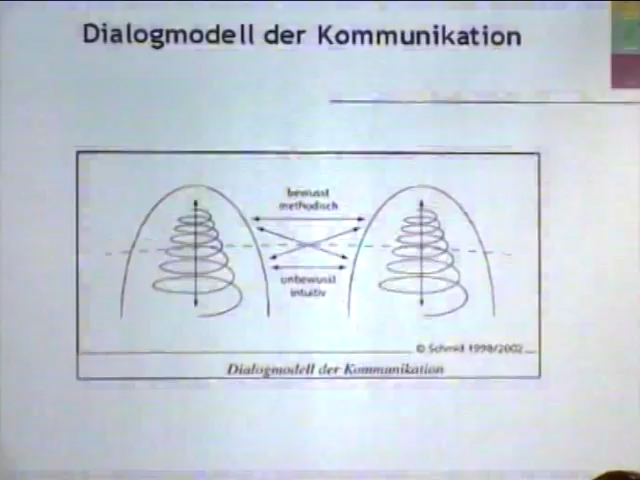 Dialogmodell der Kommunikation
bewusst
methodisch
unbewusst
intuitiv
© Schmid 1998/2002
Dialogmodell der Kommunikation